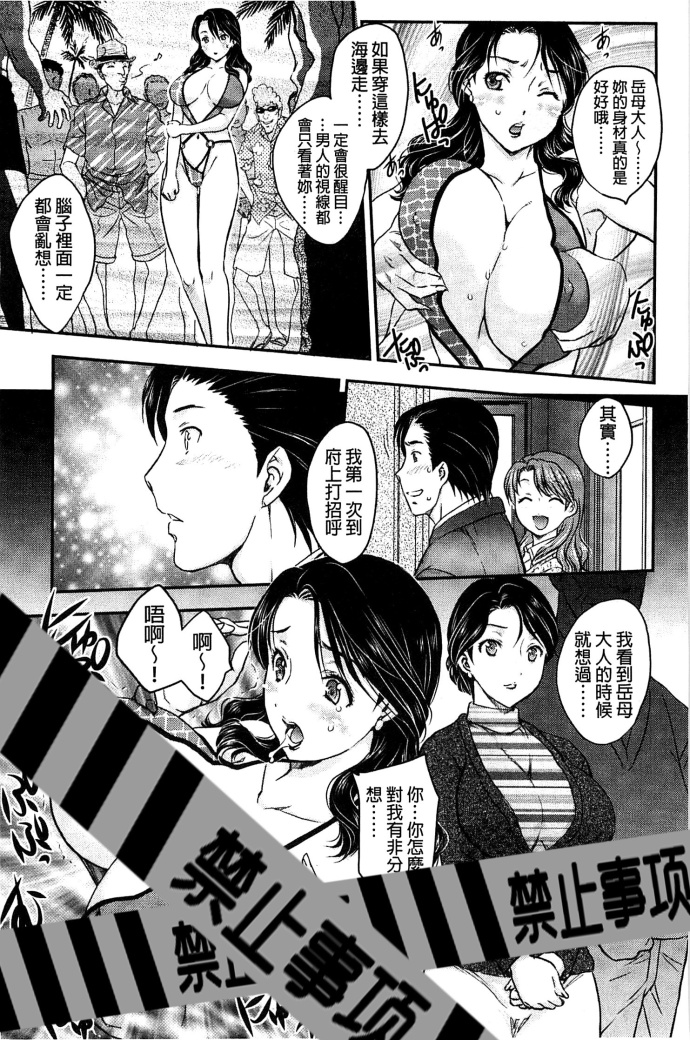 岳母大人～……
妳的身材真的是
好好哦……
如果穿這樣去
海邊走……
一定會很醒目…
…男人的視線都
會只看著妳……
腦子裡面一定
都會亂想……
其實……
我第一次到
府上打招呼
我看到岳母
大人的時候
就想過……
啊～！
唔啊～！
你…你怎麼
對我有非分
想……
禁止事项
禁止事项
禁